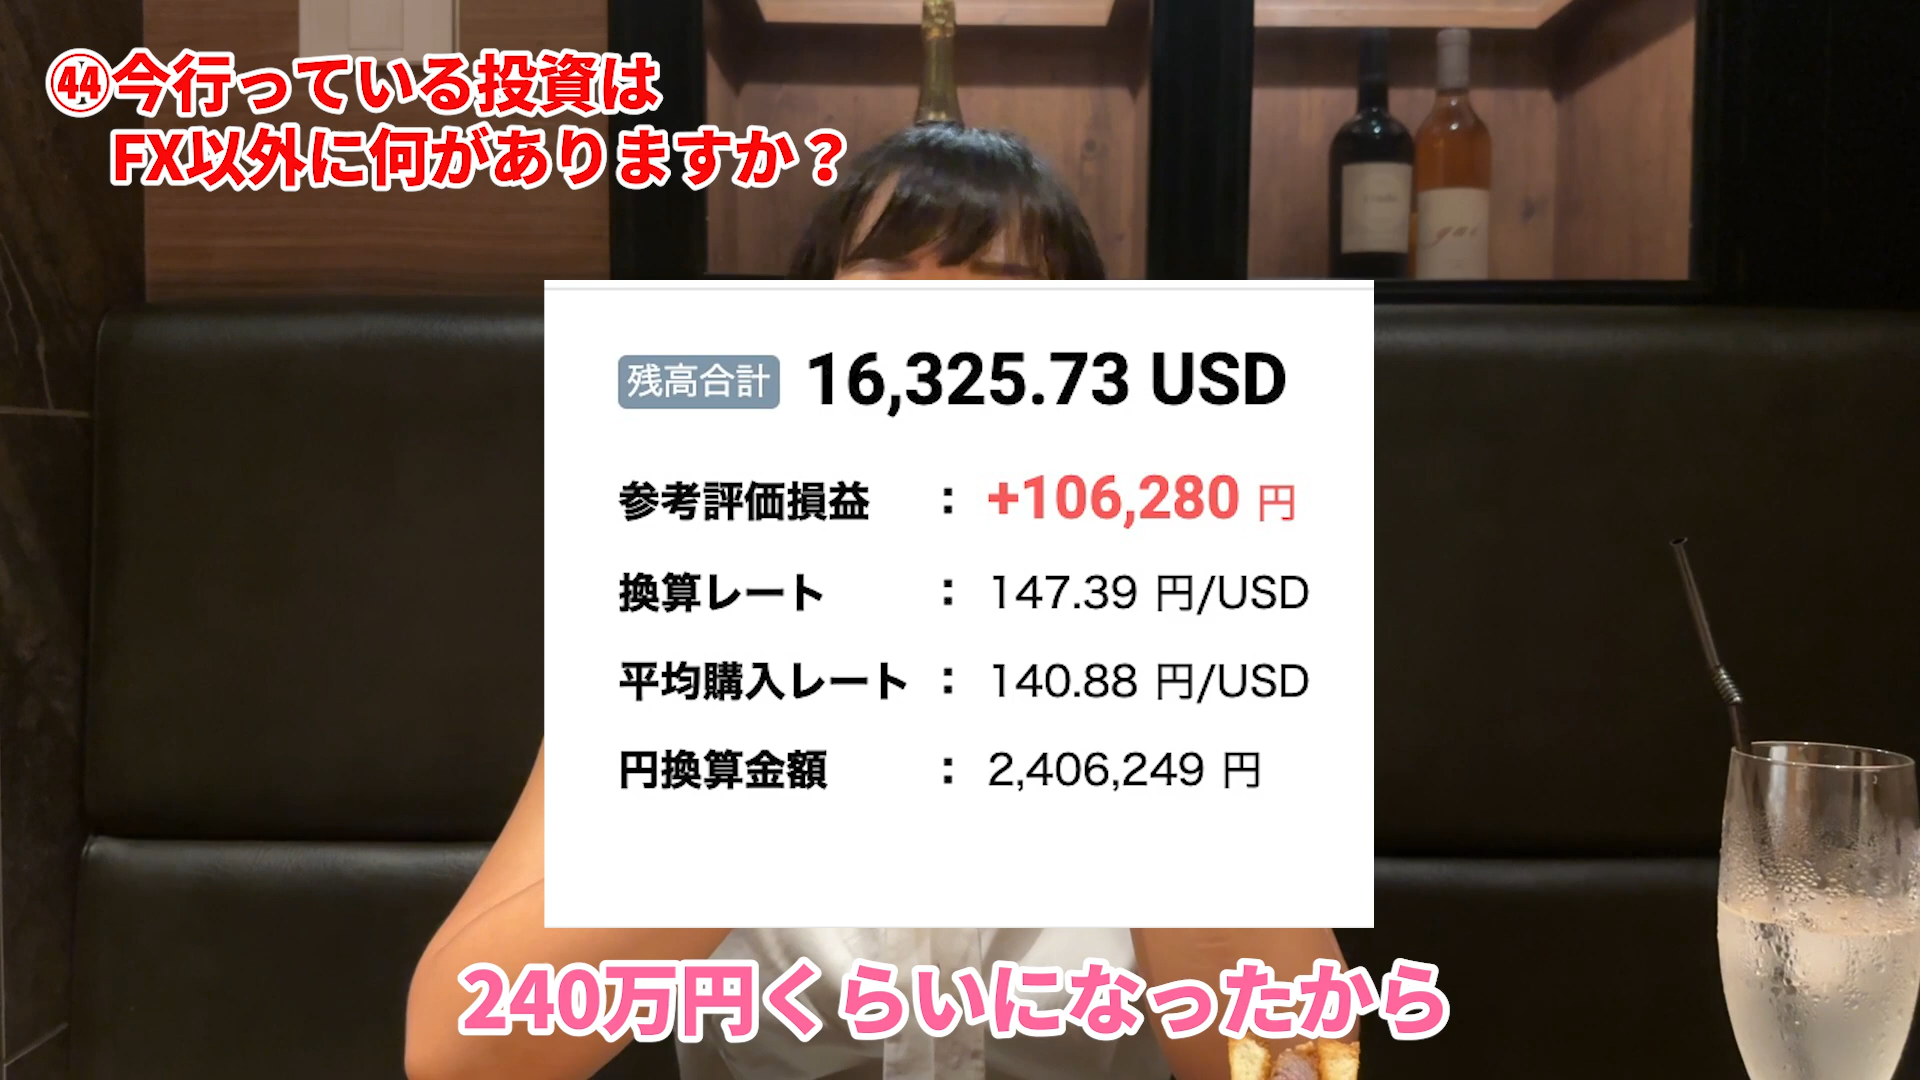 ㊹今行っている投資は
FX以外に何がありますか？
残高合計 16,325.73 USD
参考評価損益 : +106,280 円
換算レート : 147.39 円/USD
平均購入レート : 140.88 円/USD
円換算金額 : 2,406,249 円
240万円くらいになったから